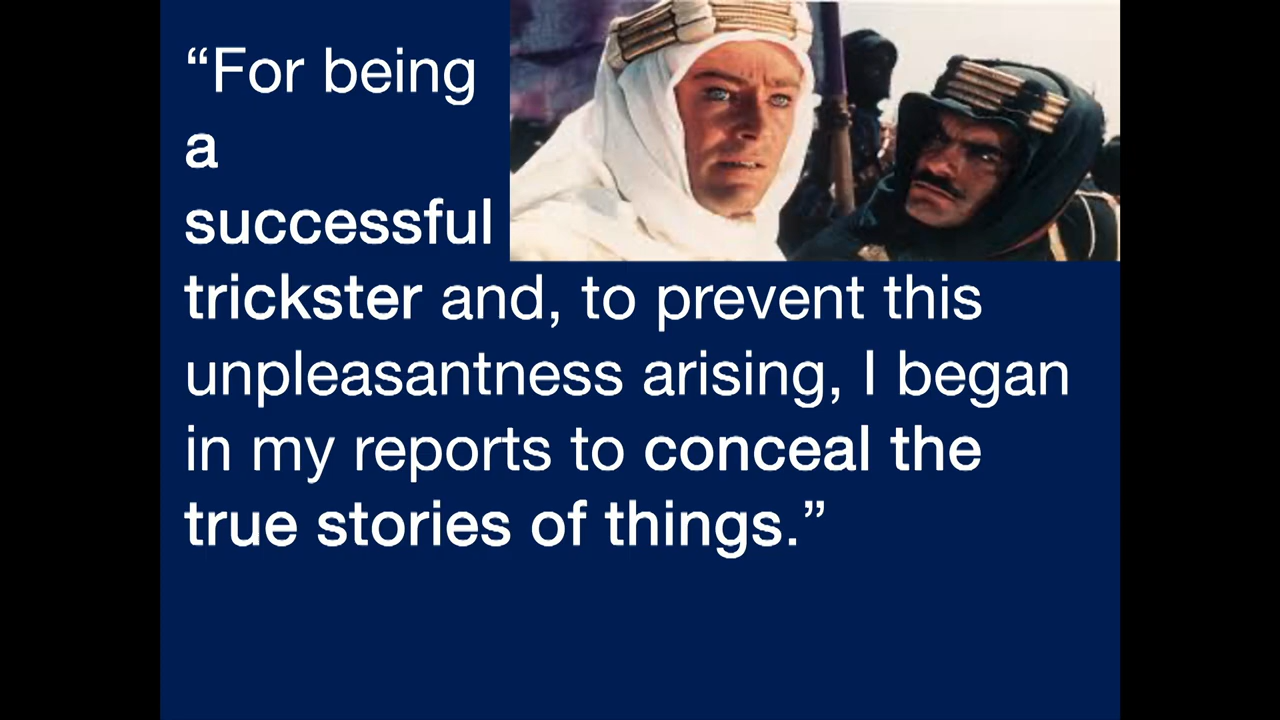 “For being
a
successful
trickster and, to prevent this
unpleasantness arising, I began
in my reports to conceal the
true stories of things.”